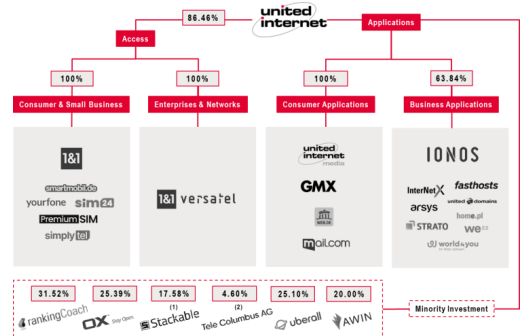 86.46%
united
internet
Access
Applications
100%
100%
100%
63.84%
Consumer & Small Business
Enterprises & Networks
Consumer Applications
Business Applications
1&1
smartmobil.de
yourfone sim24
PremiumSIM
simplytel
1&1 versatel
united
internet
media
GMX
WEB.DE
mail.com
IONOS
InterNetX fasthosts
arsys united domains
home.pl
STRATO we22
world4you
31.52%
25.39%
17.58%
4.60%
25.10%
20.00%
(1)
(2)
rankingCoach
OX Stay Open.
Stackable
Tele Columbus AG
uberall
AWIN
Minority Investment